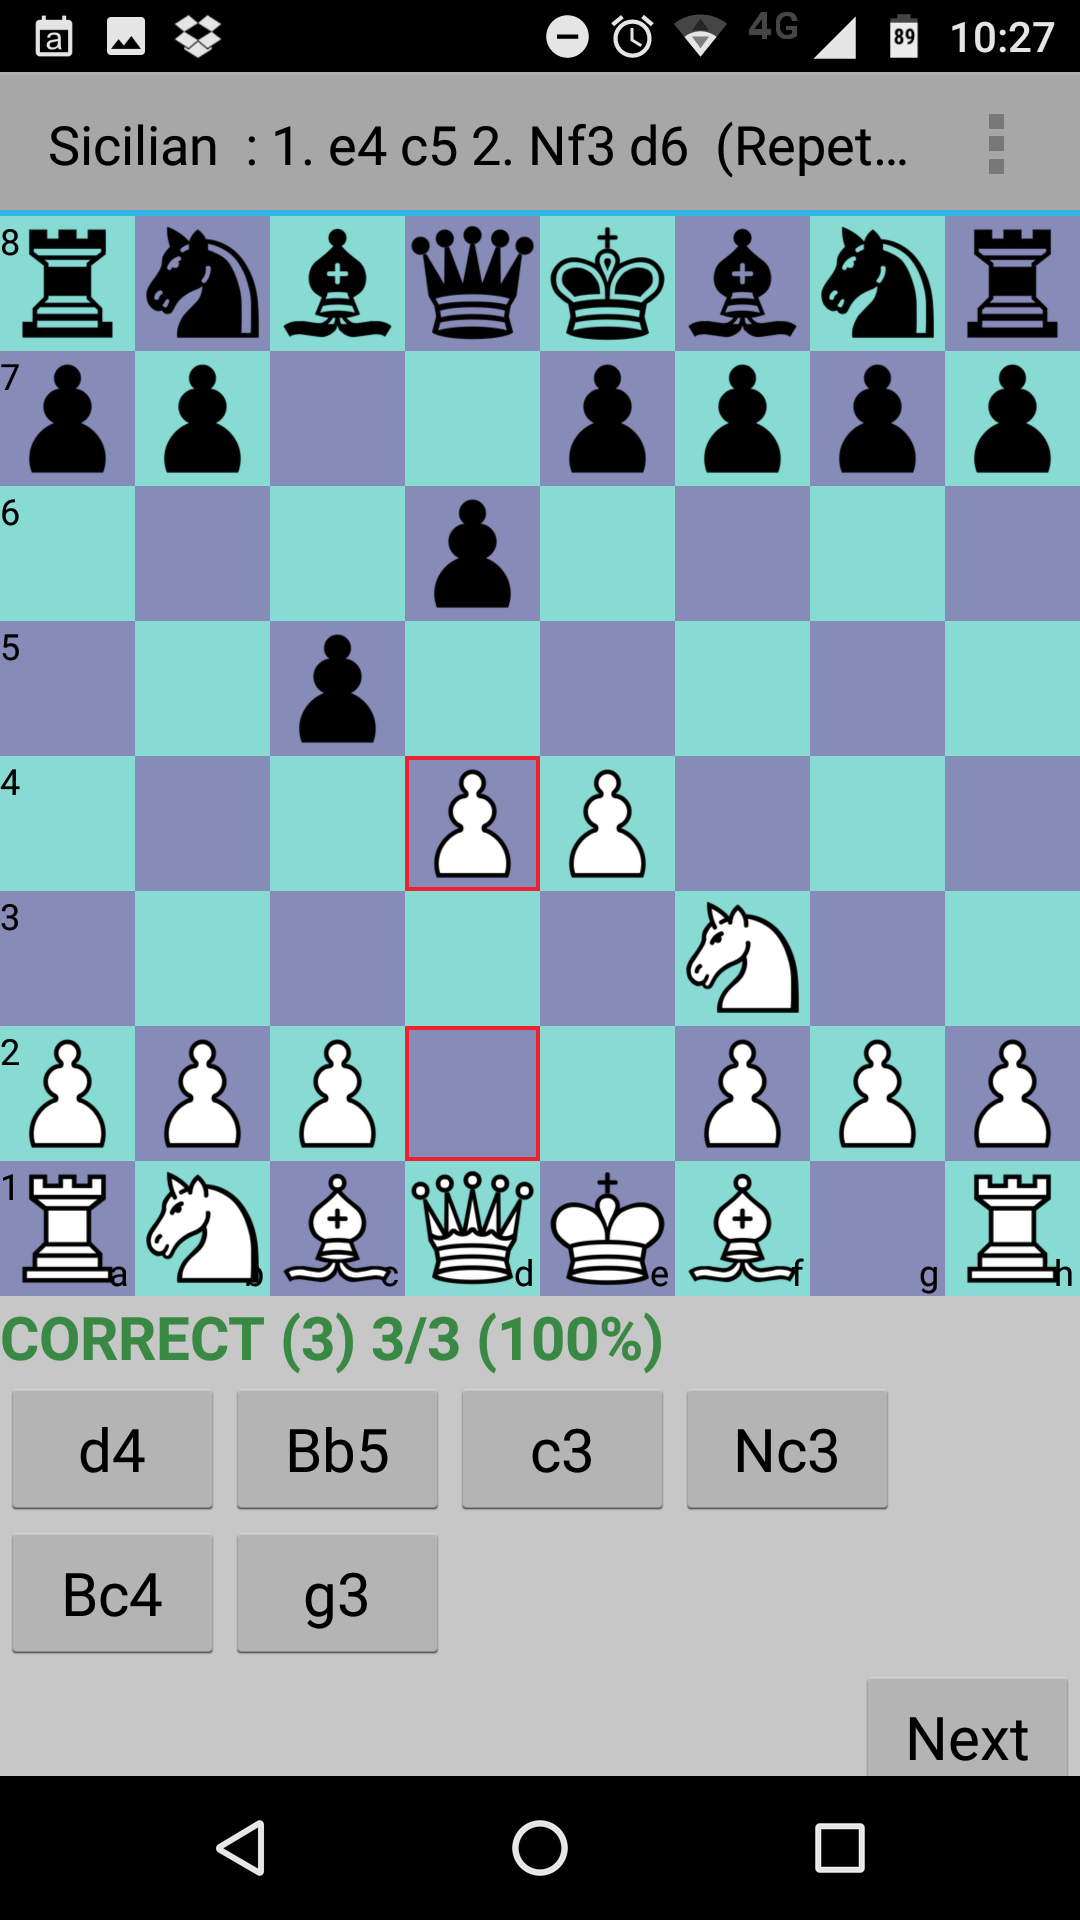 a 4G 89 10:27
Sicilian : 1. e4 c5 2. Nf3 d6 (Repet...
8
7
6
5
4
3
2
1
a b c d e f g h
CORRECT (3) 3/3 (100%)
d4 Bb5 c3 Nc3
Bc4 g3
Next